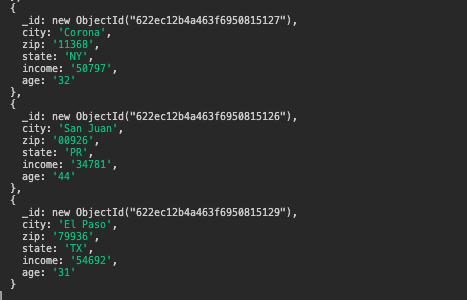 {
_id: new ObjectId("622ec12b4a463f6950815127"),
city: 'Corona',
zip: '11368',
state: 'NY',
income: '50797',
age: '32'
},
{
_id: new ObjectId("622ec12b4a463f6950815126"),
city: 'San Juan',
zip: '00926',
state: 'PR',
income: '34781',
age: '44'
},
{
_id: new ObjectId("622ec12b4a463f6950815129"),
city: 'El Paso',
zip: '79936',
state: 'TX',
income: '54692',
age: '31'
}